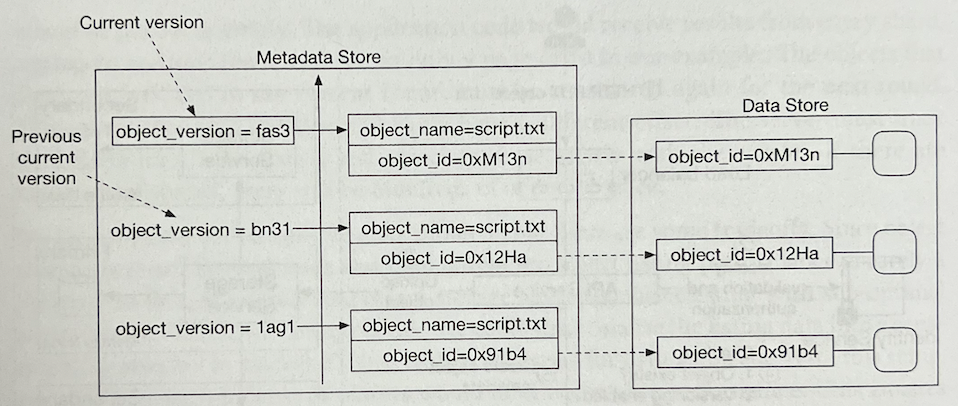 Current version
Metadata Store
Data Store
object_version = fas3
object_name=script.txt
object_id=0xM13n
object_id=0xM13n
Previous
current
version
object_version = bn31
object_name=script.txt
object_id=0x12Ha
object_id=0x12Ha
object_version = 1ag1
object_name=script.txt
object_id=0x91b4
object_id=0x91b4